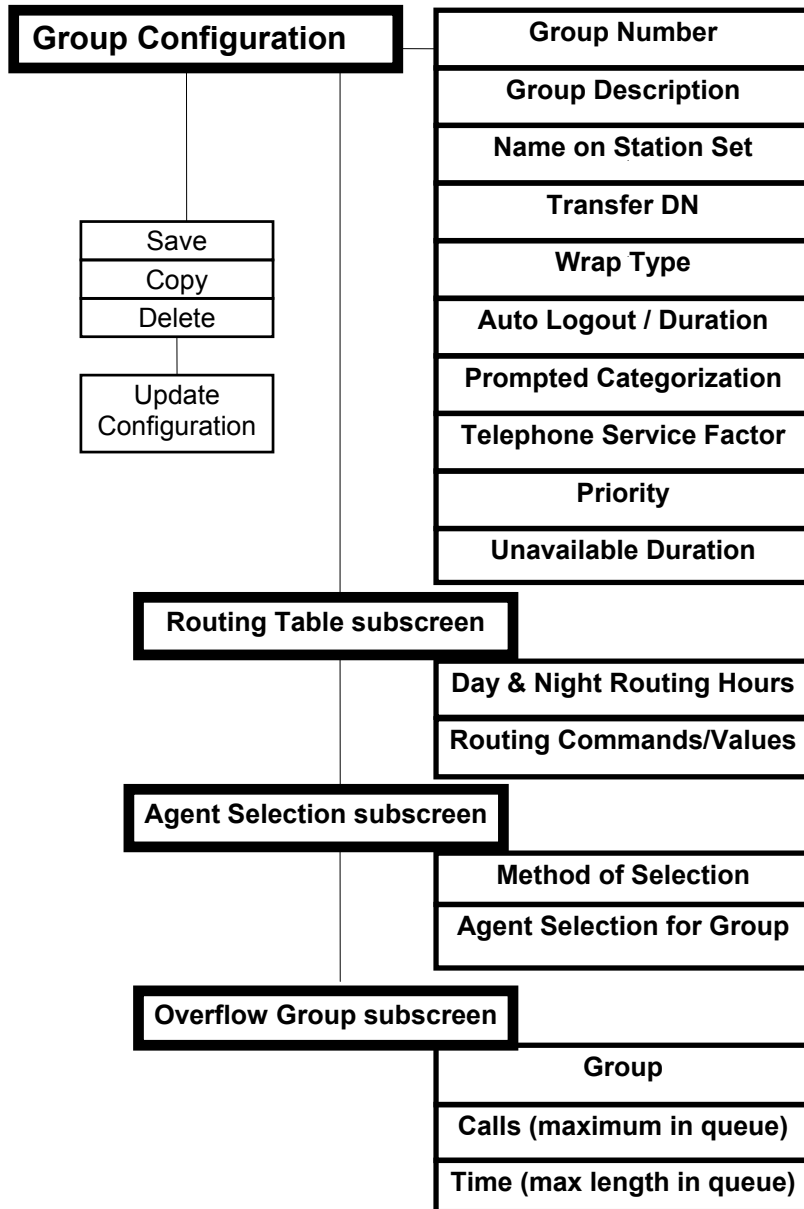 Group Configuration
Group Number
Group Description
Name on Station Set
Transfer DN
Wrap Type
Auto Logout / Duration
Prompted Categorization
Telephone Service Factor
Priority
Unavailable Duration
Save
Copy
Delete
Update
Configuration
Routing Table subscreen
Day & Night Routing Hours
Routing Commands/Values
Agent Selection subscreen
Method of Selection
Agent Selection for Group
Overflow Group subscreen
Group
Calls (maximum in queue)
Time (max length in queue)